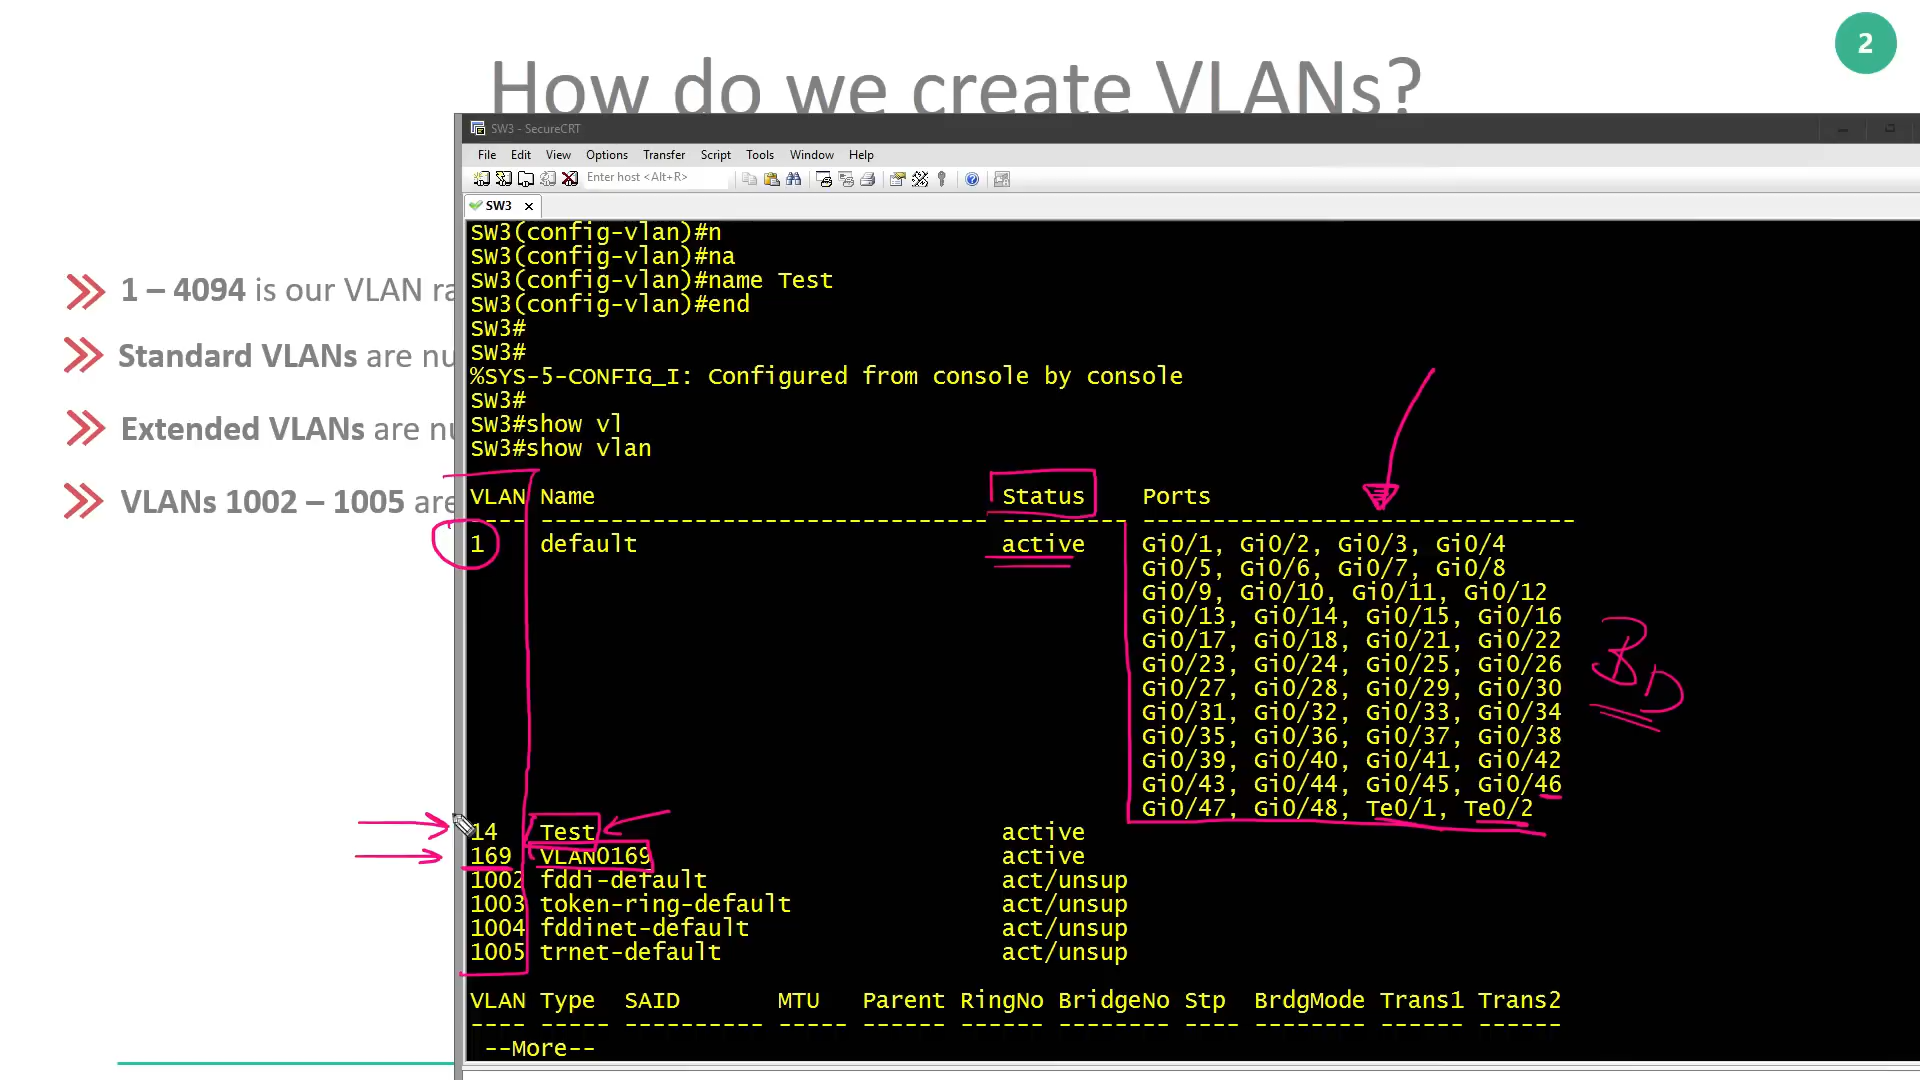 2
How do we create VLANs?
SW3 - SecureCRT
File Edit View Options Transfer Script Tools Window Help
Enter host <Alt+R>
SW3
1 – 4094 is our VLAN ra
Standard VLANs are nu
Extended VLANs are nu
VLANs 1002 – 1005 are
SW3(config-vlan)#n
SW3(config-vlan)#na
SW3(config-vlan)#name Test
SW3(config-vlan)#end
SW3#
SW3#
%SYS-5-CONFIG_I: Configured from console by console
SW3#
SW3#show vl
SW3#show vlan
VLAN Name Status Ports
---- -------------------------------- --------- -------------------------------
1 default active Gi0/1, Gi0/2, Gi0/3, Gi0/4
Gi0/5, Gi0/6, Gi0/7, Gi0/8
Gi0/9, Gi0/10, Gi0/11, Gi0/12
Gi0/13, Gi0/14, Gi0/15, Gi0/16
Gi0/17, Gi0/18, Gi0/21, Gi0/22
Gi0/23, Gi0/24, Gi0/25, Gi0/26
Gi0/27, Gi0/28, Gi0/29, Gi0/30
Gi0/31, Gi0/32, Gi0/33, Gi0/34
Gi0/35, Gi0/36, Gi0/37, Gi0/38
Gi0/39, Gi0/40, Gi0/41, Gi0/42
Gi0/43, Gi0/44, Gi0/45, Gi0/46
Gi0/47, Gi0/48, Te0/1, Te0/2
BD
14 Test active
169 VLAN0169 active
1002 fddi-default act/unsup
1003 token-ring-default act/unsup
1004 fddinet-default act/unsup
1005 trnet-default act/unsup
VLAN Type SAID MTU Parent RingNo BridgeNo Stp BrdgMode Trans1 Trans2
---- ----- ---------- ----- ------ ------ -------- ---- -------- ------ ------
--More--